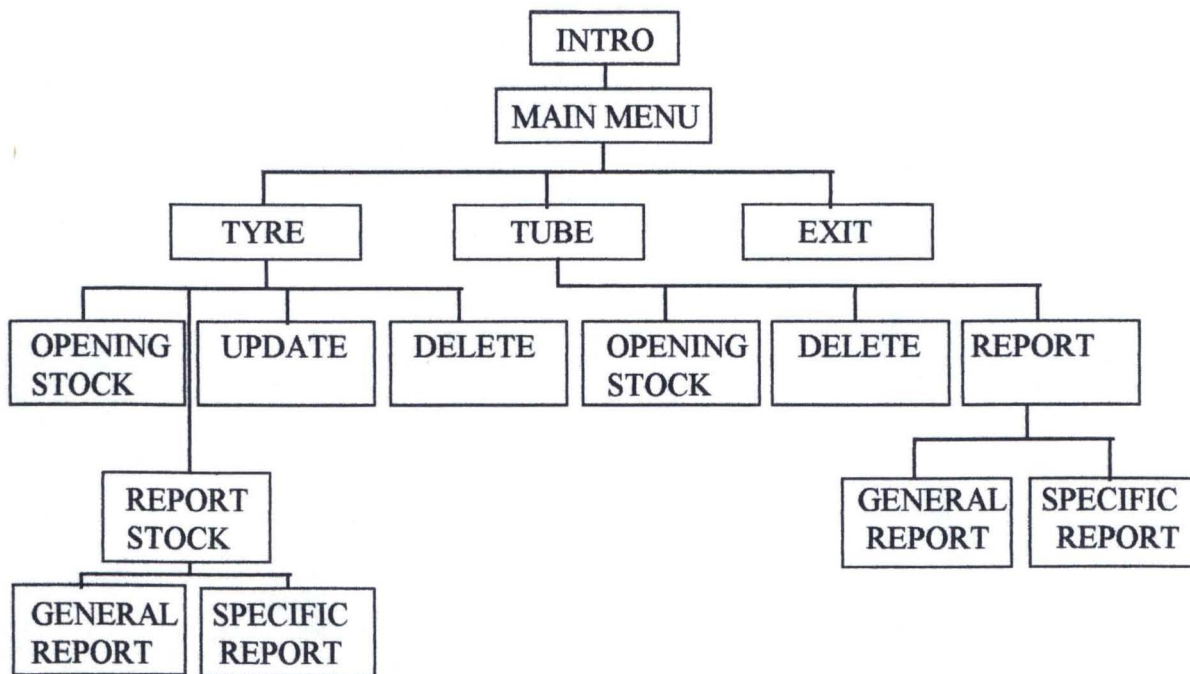 INTRO
MAIN MENU
TYRE
TUBE
EXIT
OPENING
STOCK
UPDATE
DELETE
OPENING
STOCK
DELETE
REPORT
REPORT
STOCK
GENERAL
REPORT
SPECIFIC
REPORT
GENERAL
REPORT
SPECIFIC
REPORT